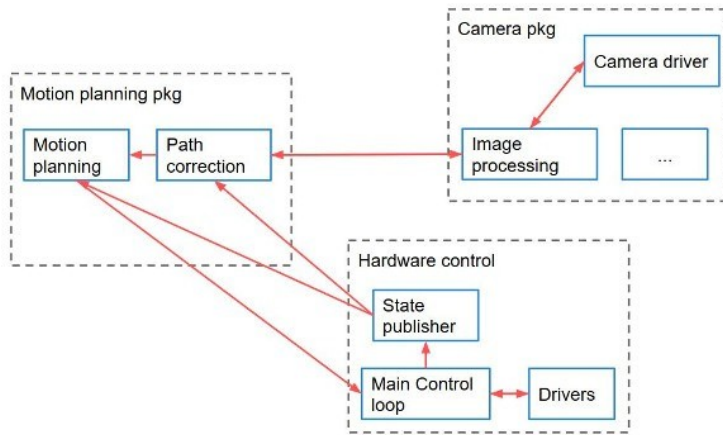 Camera pkg
Camera driver
Motion planning pkg
Motion
planning
Path
correction
Image
processing
...
Hardware control
State
publisher
Main Control
loop
Drivers